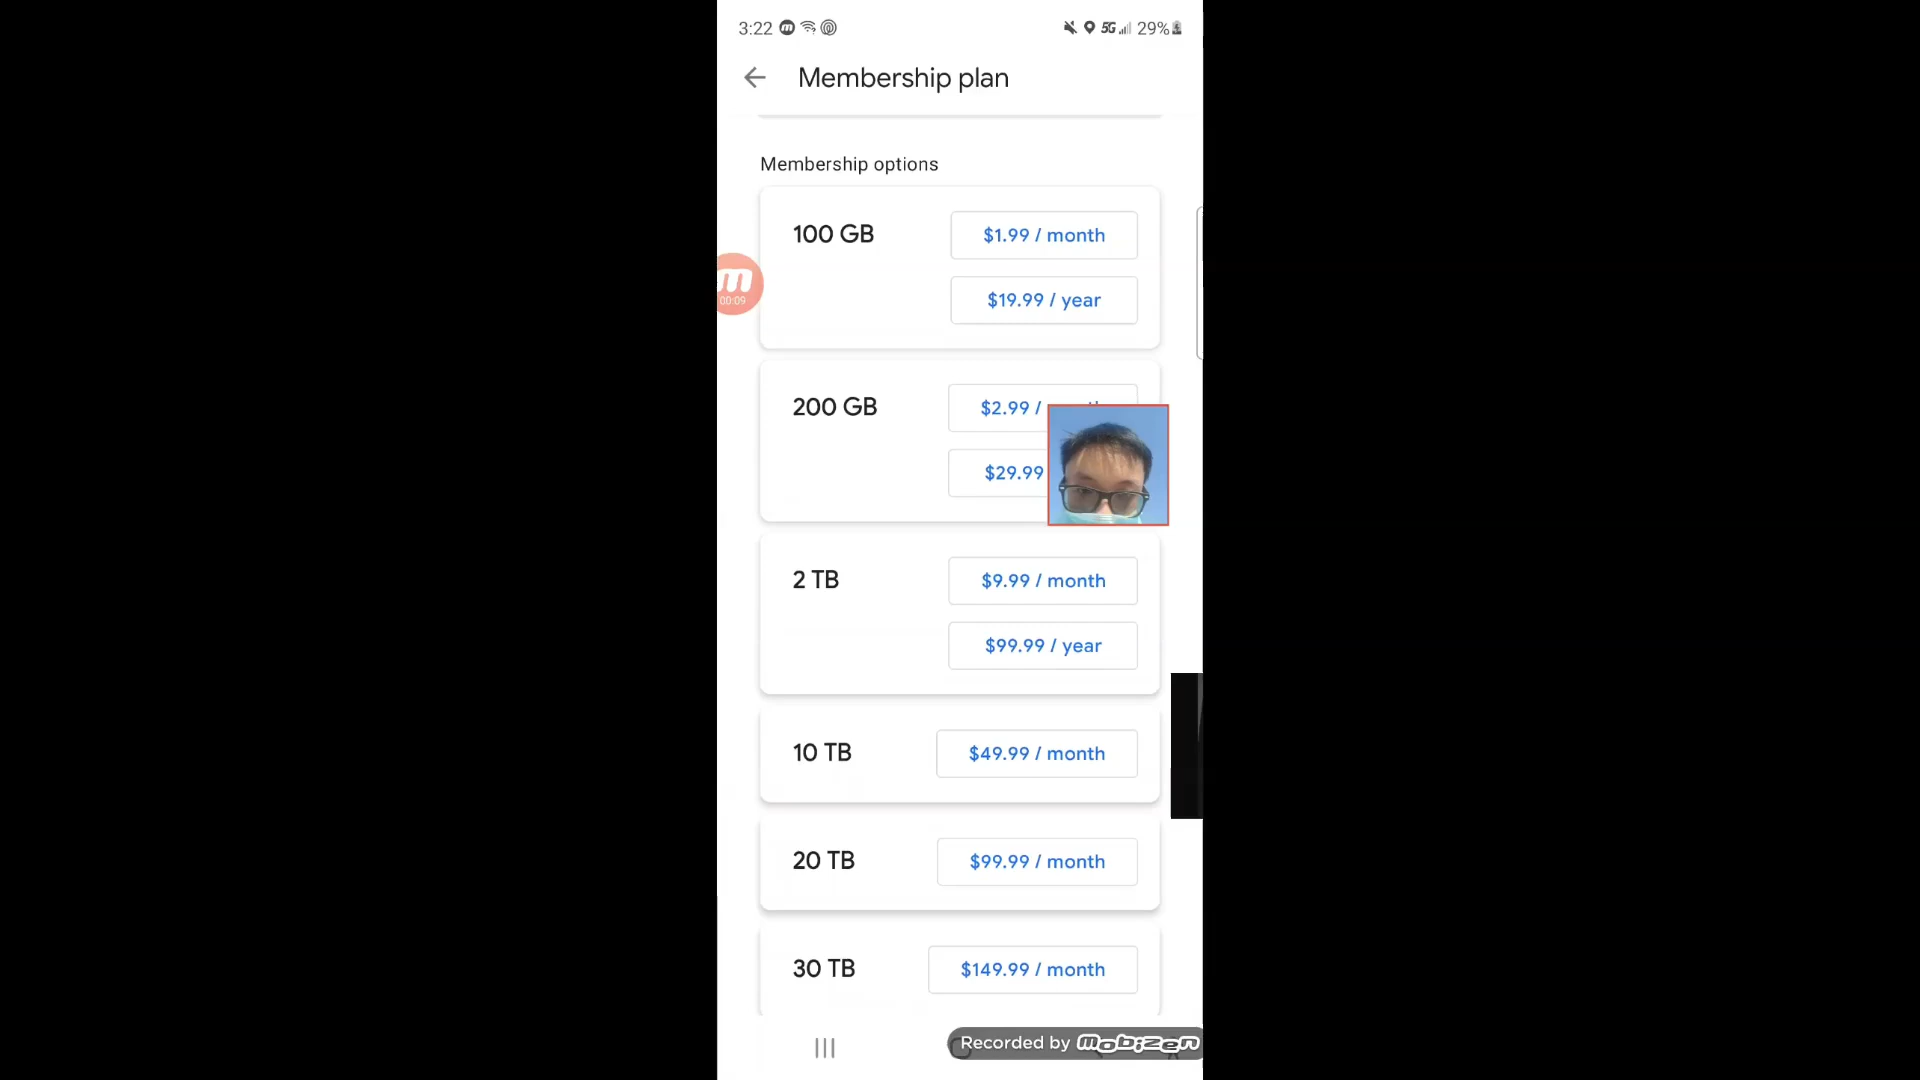 3:22
5G 29%
Membership plan
Membership options
100 GB
$1.99 / month
$19.99 / year
m
00:09
200 GB
$2.99 /
$29.99
2 TB
$9.99 / month
$99.99 / year
10 TB
$49.99 / month
20 TB
$99.99 / month
30 TB
$149.99 / month
Recorded by mobizen